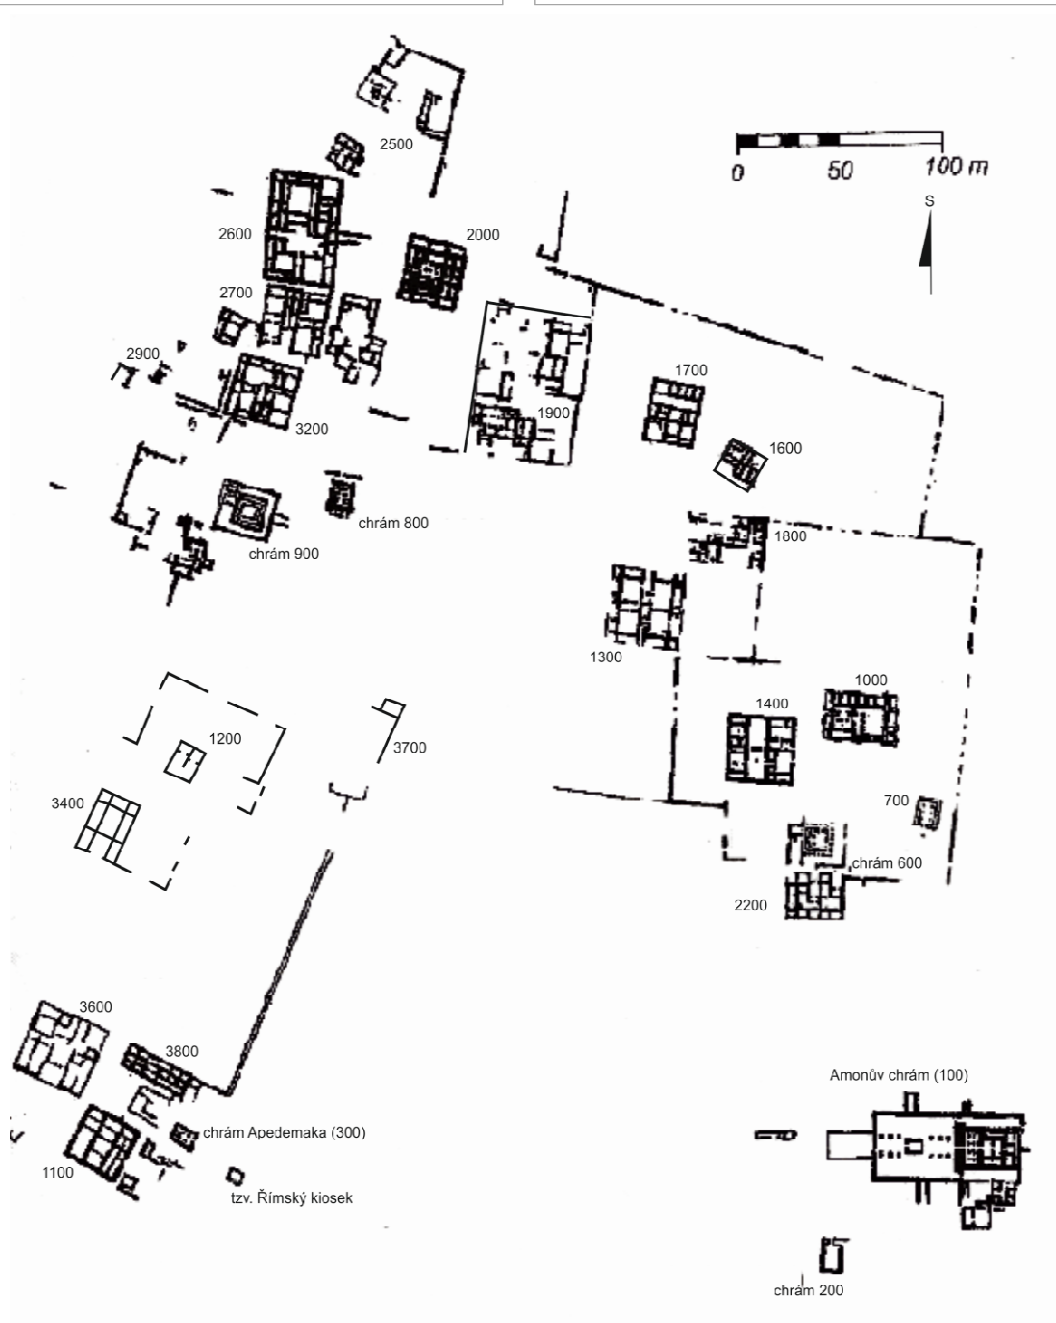 2500
0 50 100 m
S
2600
2000
2700
2900
1700
1900
3200
1600
chrám 800
1800
chrám 900
1300
1000
1400
1200
3700
3400
700
chrám 600
2200
3600
3800
Amonův chrám (100)
chrám Apedemaka (300)
1100
tzv. Římský kiosek
chrám 200